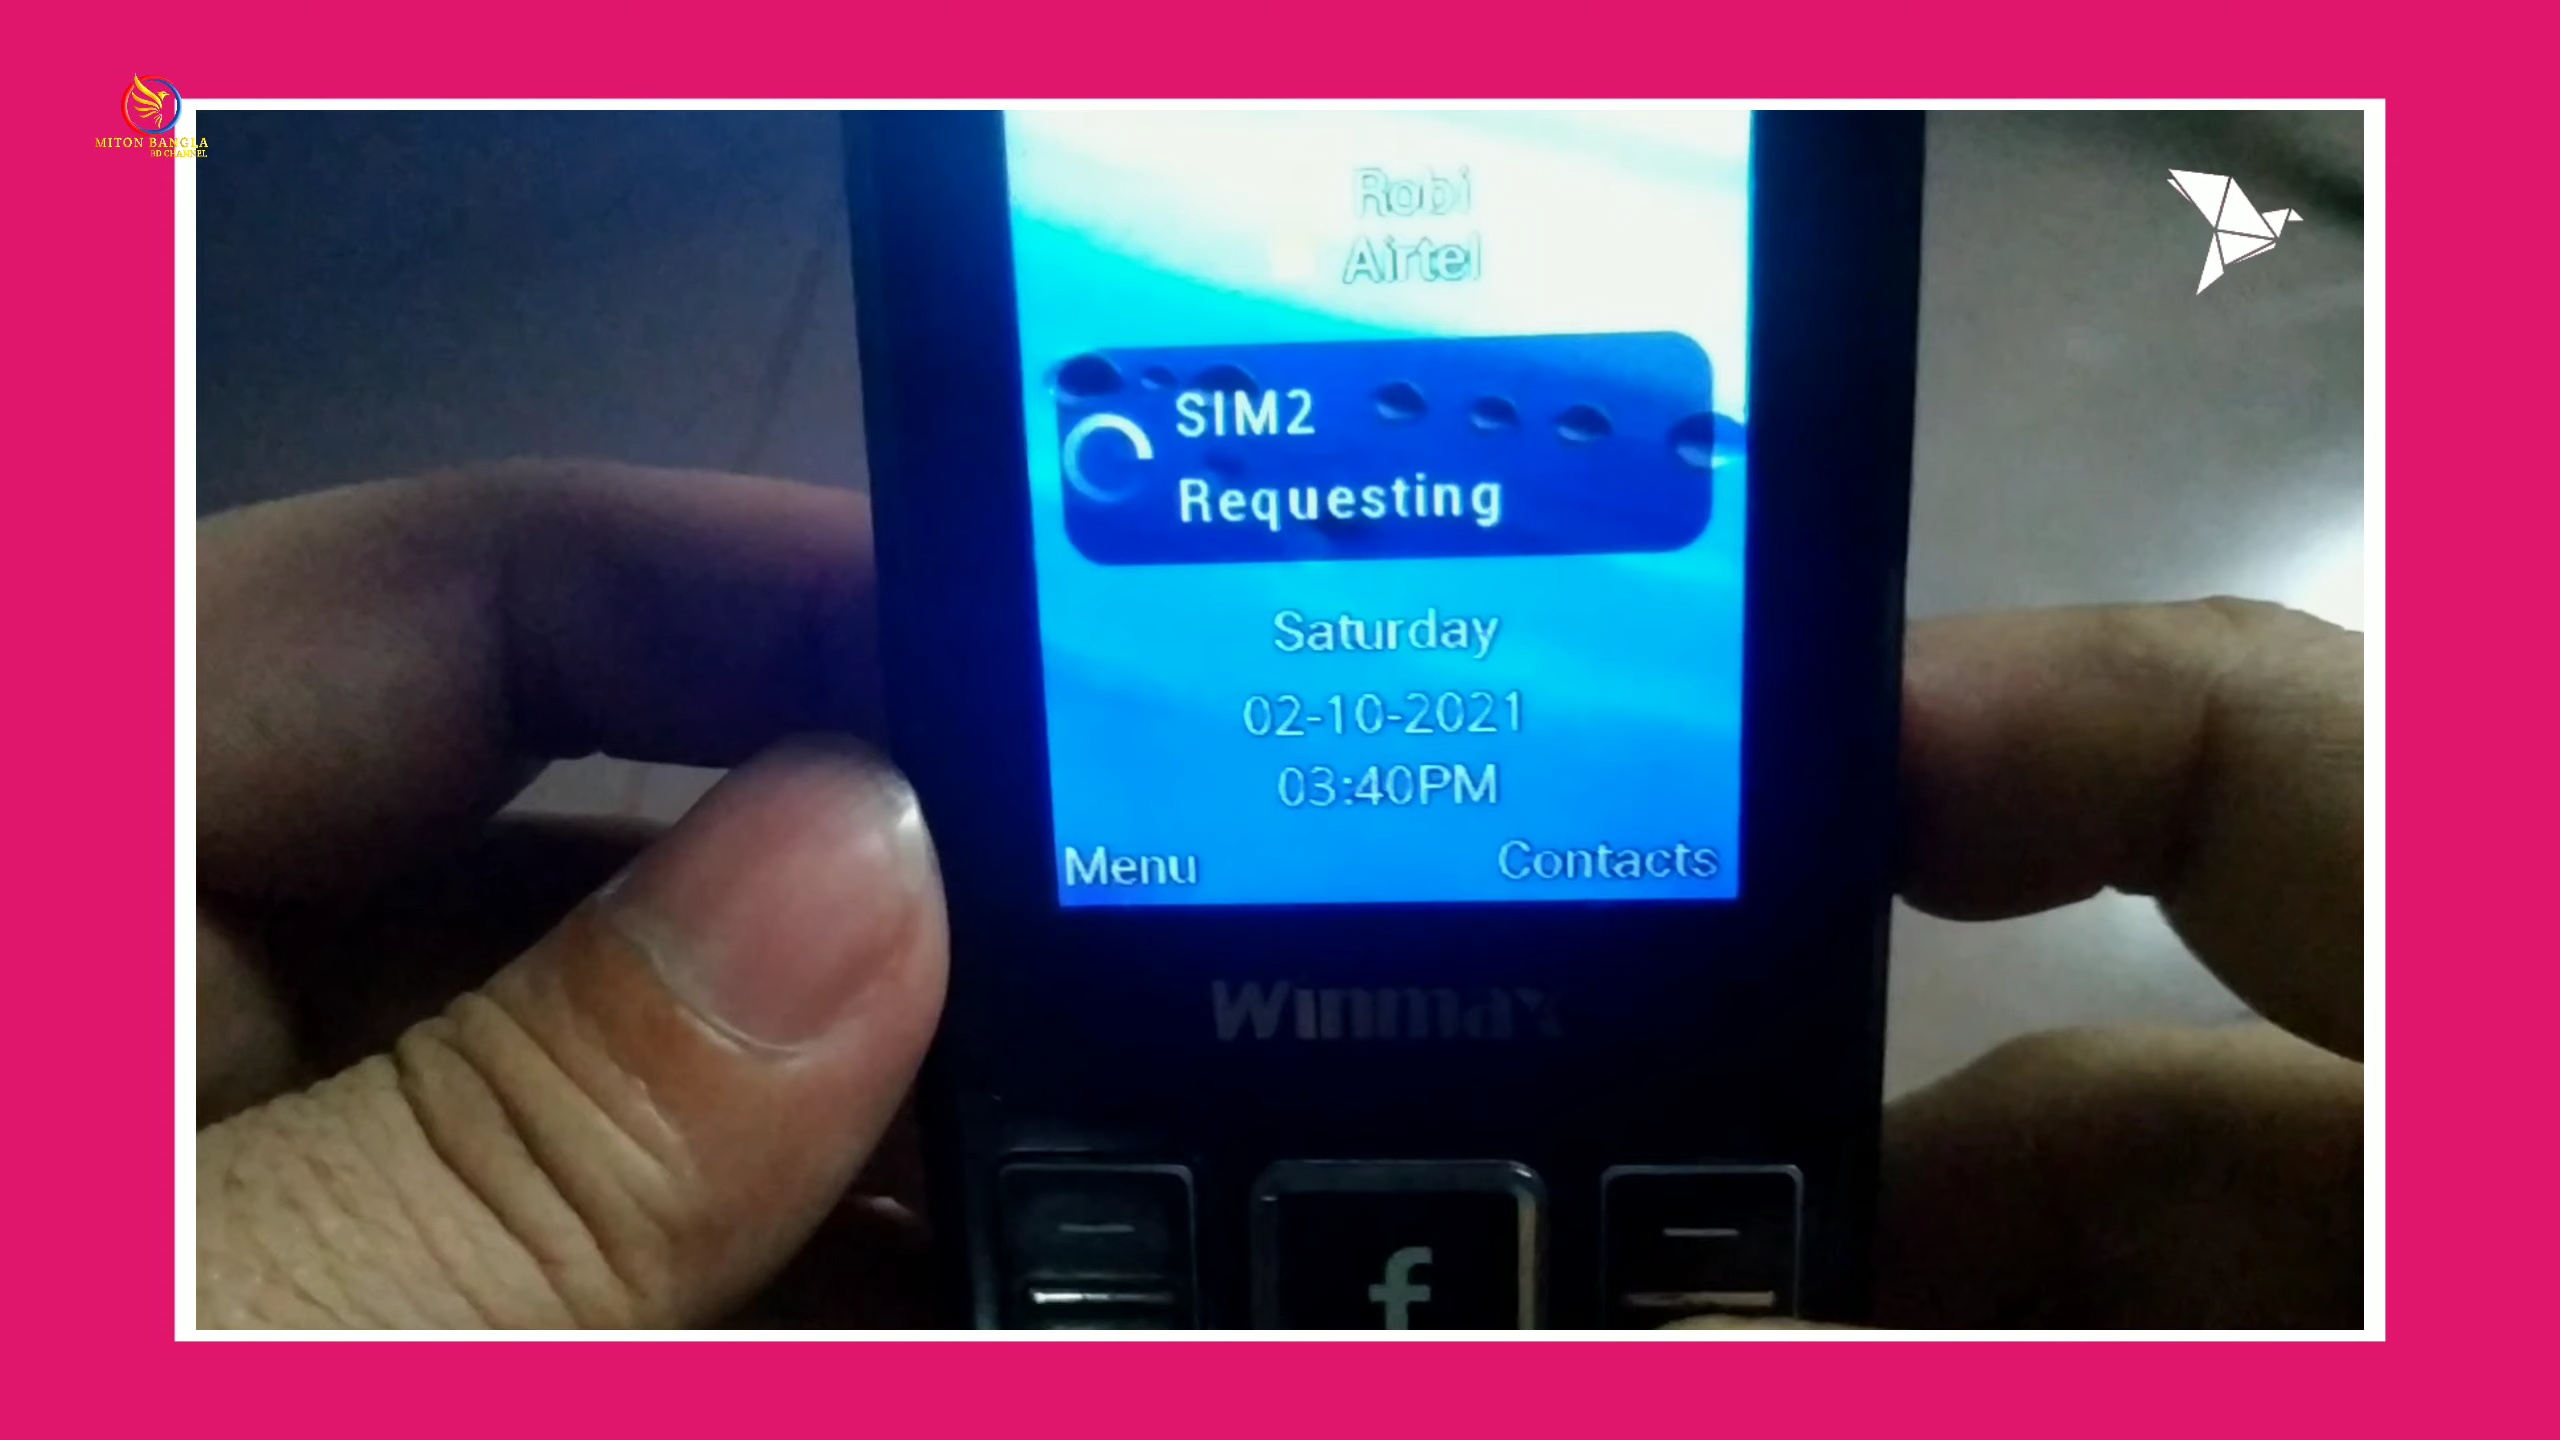 MITON BANGLA
BD CHANNEL
Robi
Airtel
SIM2
Requesting
Saturday
02-10-2021
03:40PM
Menu
Contacts
Winmax
f